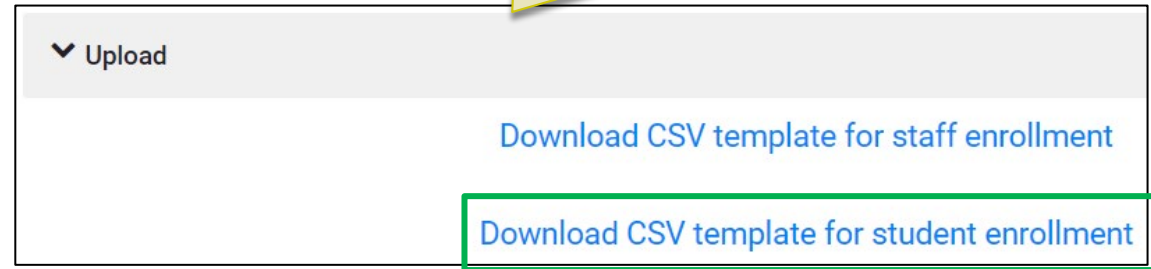 Upload
Download CSV template for staff enrollment
Download CSV template for student enrollment